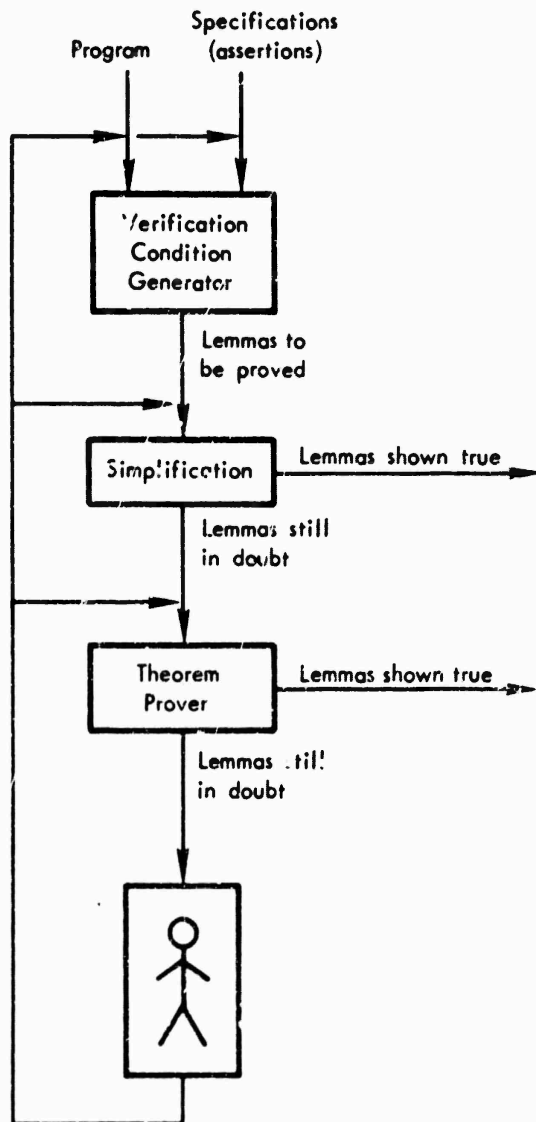 Specifications
Program (assertions)
Verification
Condition
Generator
Lemmas to
be proved
Simplification
Lemmas shown true
Lemmas still
in doubt
Theorem
Prover
Lemmas shown true
Lemmas still
in doubt